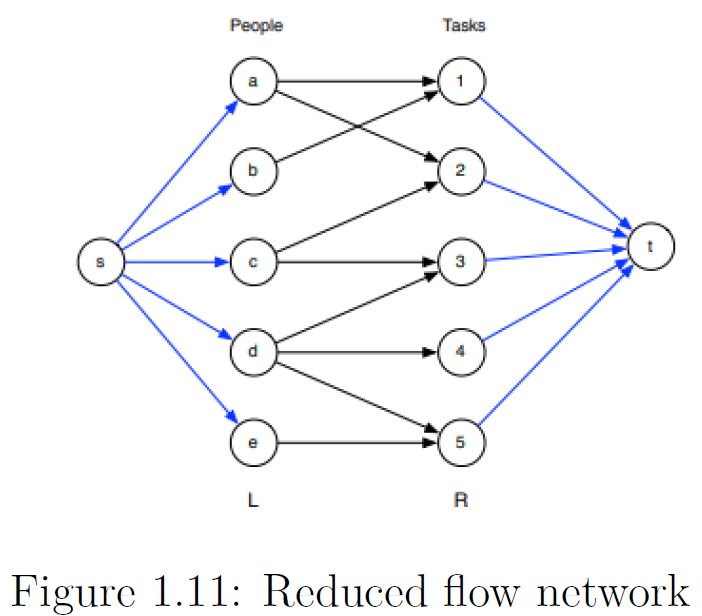 People Tasks
a 1
b 2
s c 3 t
d 4
e 5
L R
Figure 1.11: Reduced flow network